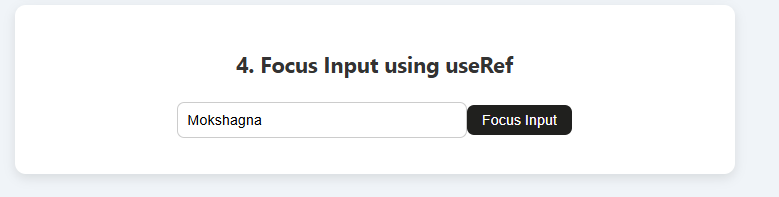 4. Focus Input using useRef
Mokshagna
Focus Input